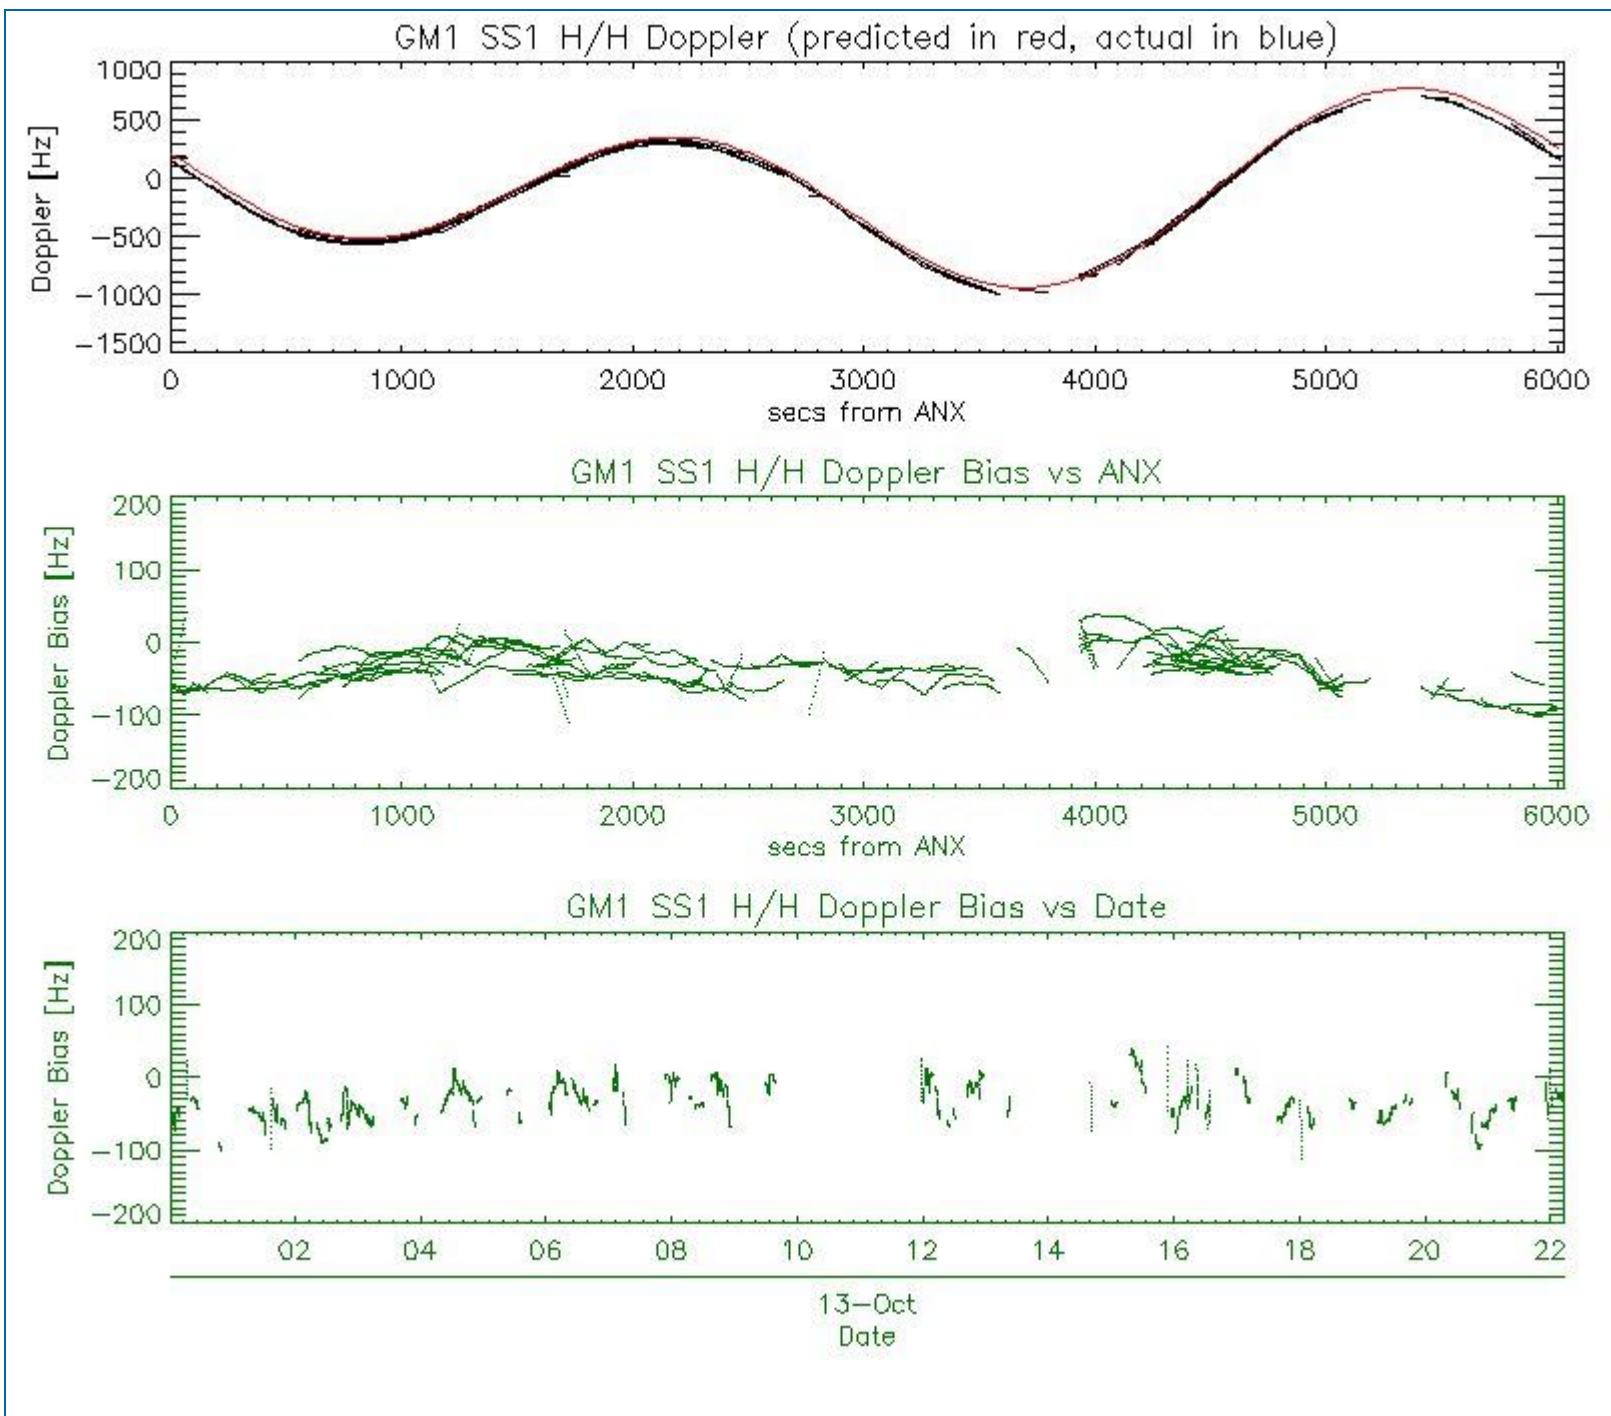 GM1 SS1 H/H Doppler (predicted in red, actual in blue)
1000
500
0
-500
-1000
-1500
Doppler [Hz]
0 1000 2000 3000 4000 5000 6000
secs from ANX
GM1 SS1 H/H Doppler Bias vs ANX
200
100
0
-100
-200
Doppler Bias [Hz]
0 1000 2000 3000 4000 5000 6000
secs from ANX
GM1 SS1 H/H Doppler Bias vs Date
200
100
0
-100
-200
Doppler Bias [Hz]
02 04 06 08 10 12 14 16 18 20 22
13-Oct
Date